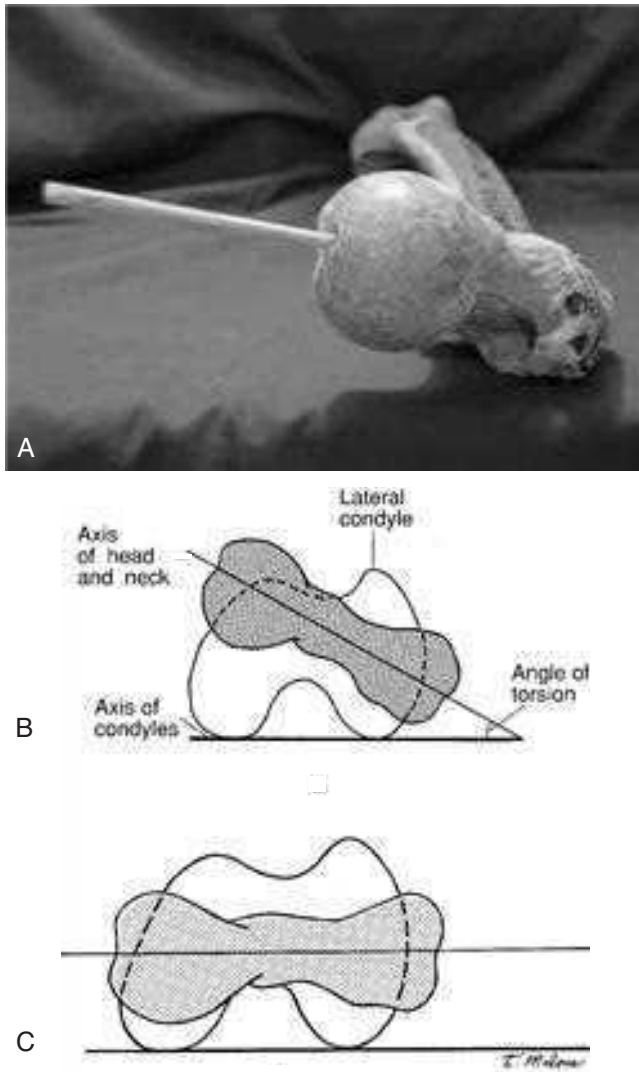 A
Lateral
condyle
Axis
of head
and neck
Angle of
torsion
Axis of
condyles
B
C